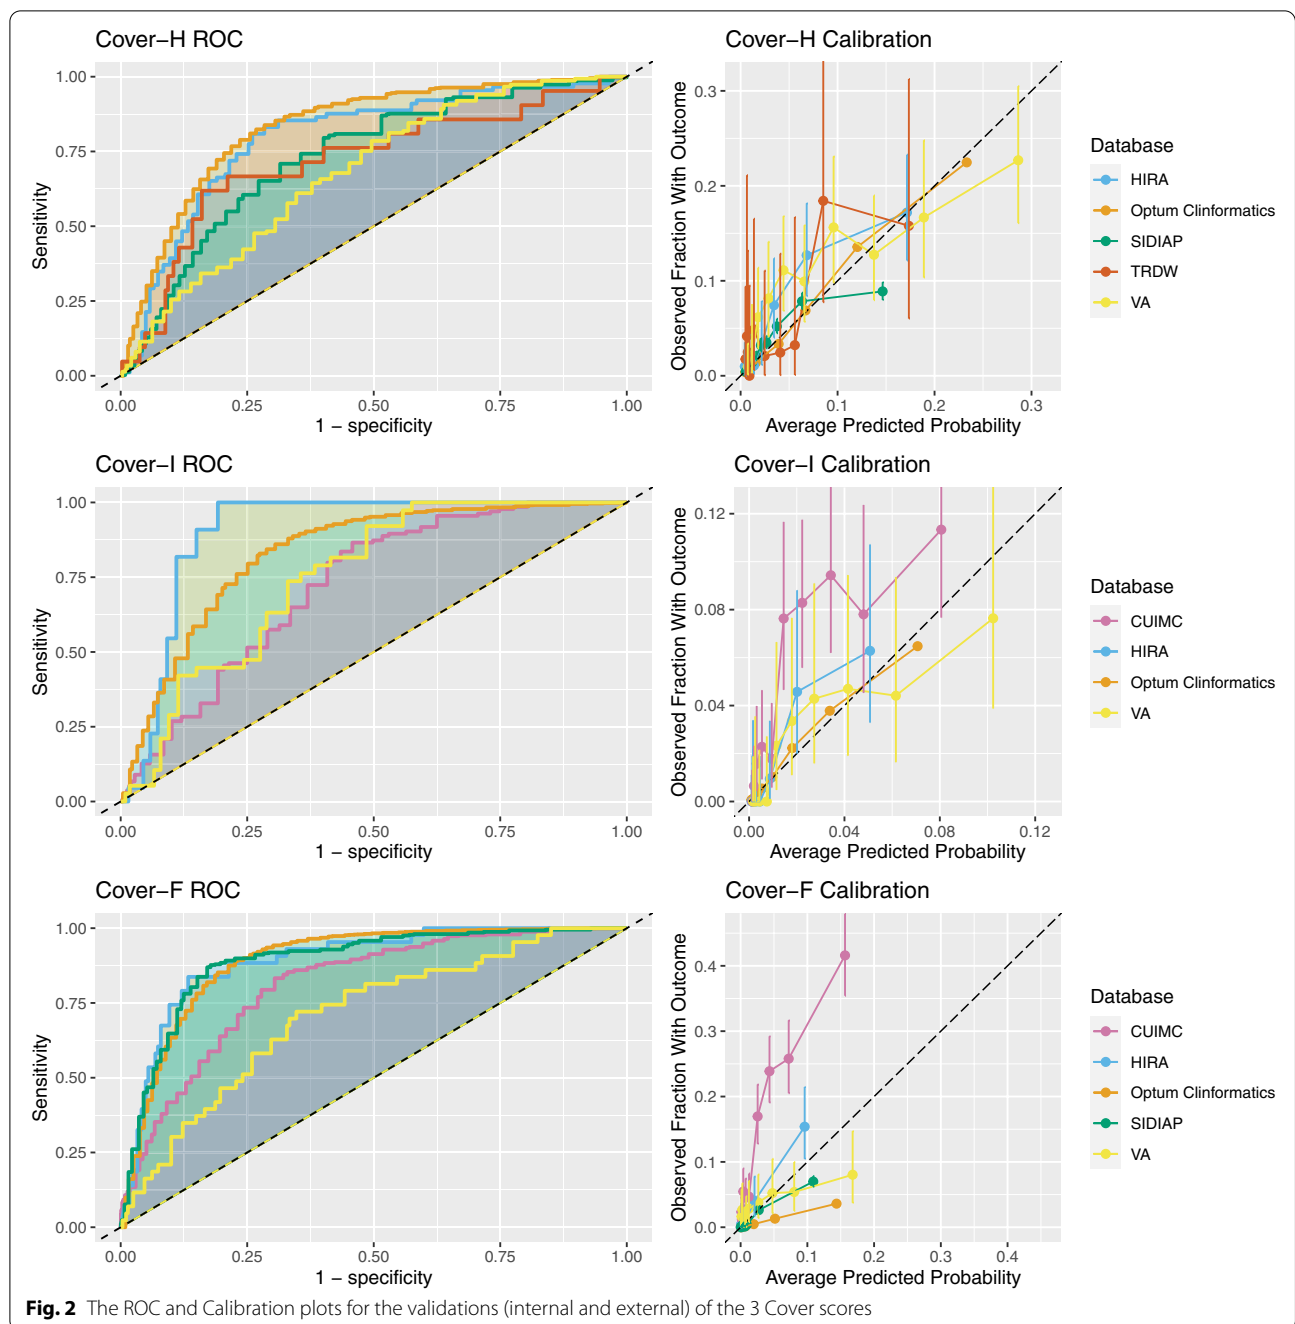 Cover−H ROC
1.00
0.75
0.50
0.25
0.00
Sensitivity
0.00 0.25 0.50 0.75 1.00
1 − specificity
Cover−H Calibration
0.3
0.2
0.1
0.0
Observed Fraction With Outcome
0.0 0.1 0.2 0.3
Average Predicted Probability
Database
HIRA
Optum Clinformatics
SIDIAP
TRDW
VA
Cover−I ROC
1.00
0.75
0.50
0.25
0.00
Sensitivity
0.00 0.25 0.50 0.75 1.00
1 − specificity
Cover−I Calibration
0.12
0.08
0.04
0.00
Observed Fraction With Outcome
0.00 0.04 0.08 0.12
Average Predicted Probability
Database
CUIMC
HIRA
Optum Clinformatics
VA
Cover−F ROC
1.00
0.75
0.50
0.25
0.00
Sensitivity
0.00 0.25 0.50 0.75 1.00
1 − specificity
Cover−F Calibration
0.4
0.3
0.2
0.1
0.0
Observed Fraction With Outcome
0.0 0.1 0.2 0.3 0.4
Average Predicted Probability
Database
CUIMC
HIRA
Optum Clinformatics
SIDIAP
VA
Fig. 2 The ROC and Calibration plots for the validations (internal and external) of the 3 Cover scores